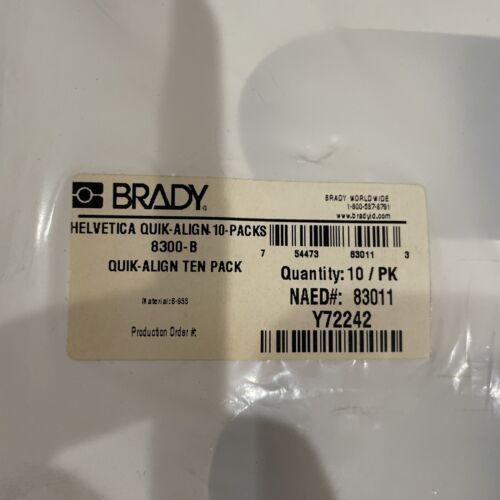 BRADY
BRADY WORLDWIDE
1-800-537-8791
www.bradyid.com
HELVETICA QUIK-ALIGN 10-PACKS
8300-B
QUIK-ALIGN TEN PACK
7 54473 83011 3
Quantity: 10 / PK
NAED#: 83011
Y72242
Material:
Production Order #: